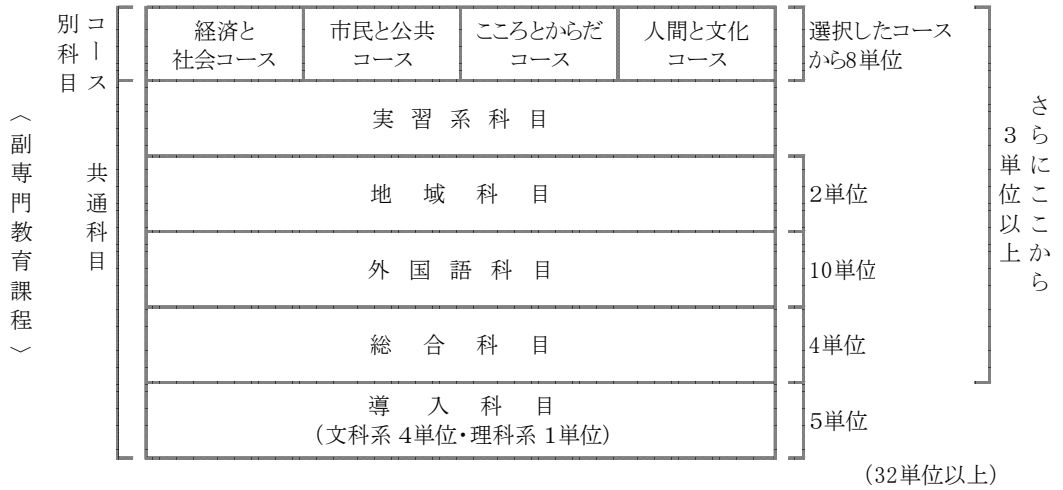 〈副専門教育課程〉
コース
別科目
経済と
社会コース
市民と公共
コース
こころとからだ
コース
人間と文化
コース
選択したコース
から8単位
共通科目
実習系科目
地域科目
2単位
外国語科目
10単位
総合科目
4単位
導入科目
(文科系 4単位・理科系 1単位)
5単位
さらにここから
3単位以上
(32単位以上)